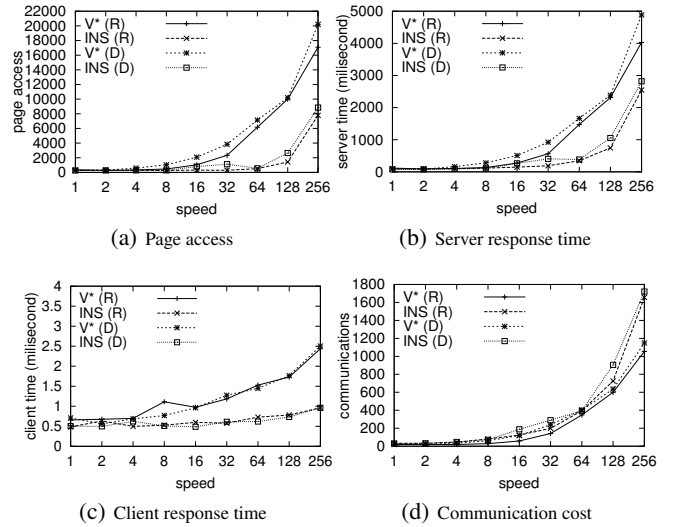 22000
20000
18000
16000
14000
12000
10000
8000
6000
4000
2000
0
page access
V* (R)
INS (R)
V* (D)
INS (D)
1 2 4 8 16 32 64 128 256
speed
(a) Page access
5000
4000
3000
2000
1000
0
server time (milisecond)
V* (R)
INS (R)
V* (D)
INS (D)
1 2 4 8 16 32 64 128 256
speed
(b) Server response time
4
3.5
3
2.5
2
1.5
1
0.5
0
client time (milisecond)
V* (R)
INS (R)
V* (D)
INS (D)
1 2 4 8 16 32 64 128 256
speed
(c) Client response time
1800
1600
1400
1200
1000
800
600
400
200
0
communications
V* (R)
INS (R)
V* (D)
INS (D)
1 2 4 8 16 32 64 128 256
speed
(d) Communication cost